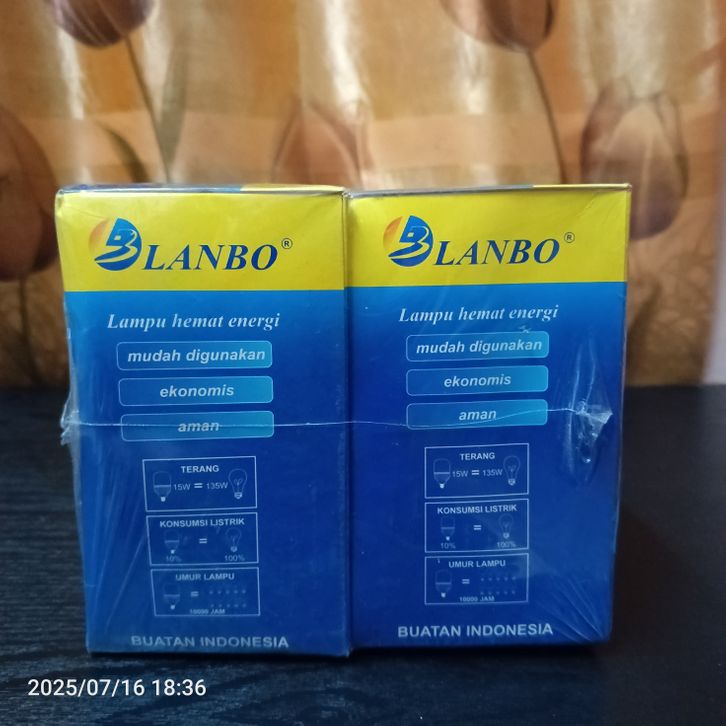 LANBO®
Lampu hemat energi
mudah digunakan
ekonomis
aman
TERANG
15W = 135W
KONSUMSI LISTRIK
=
10% 100%
UMUR LAMPU
=
10000 JAM
BUATAN INDONESIA
LANBO®
Lampu hemat energi
mudah digunakan
ekonomis
aman
TERANG
15W = 135W
KONSUMSI LISTRIK
=
10% 100%
UMUR LAMPU
=
10000 JAM
BUATAN INDONESIA
2025/07/16 18:36